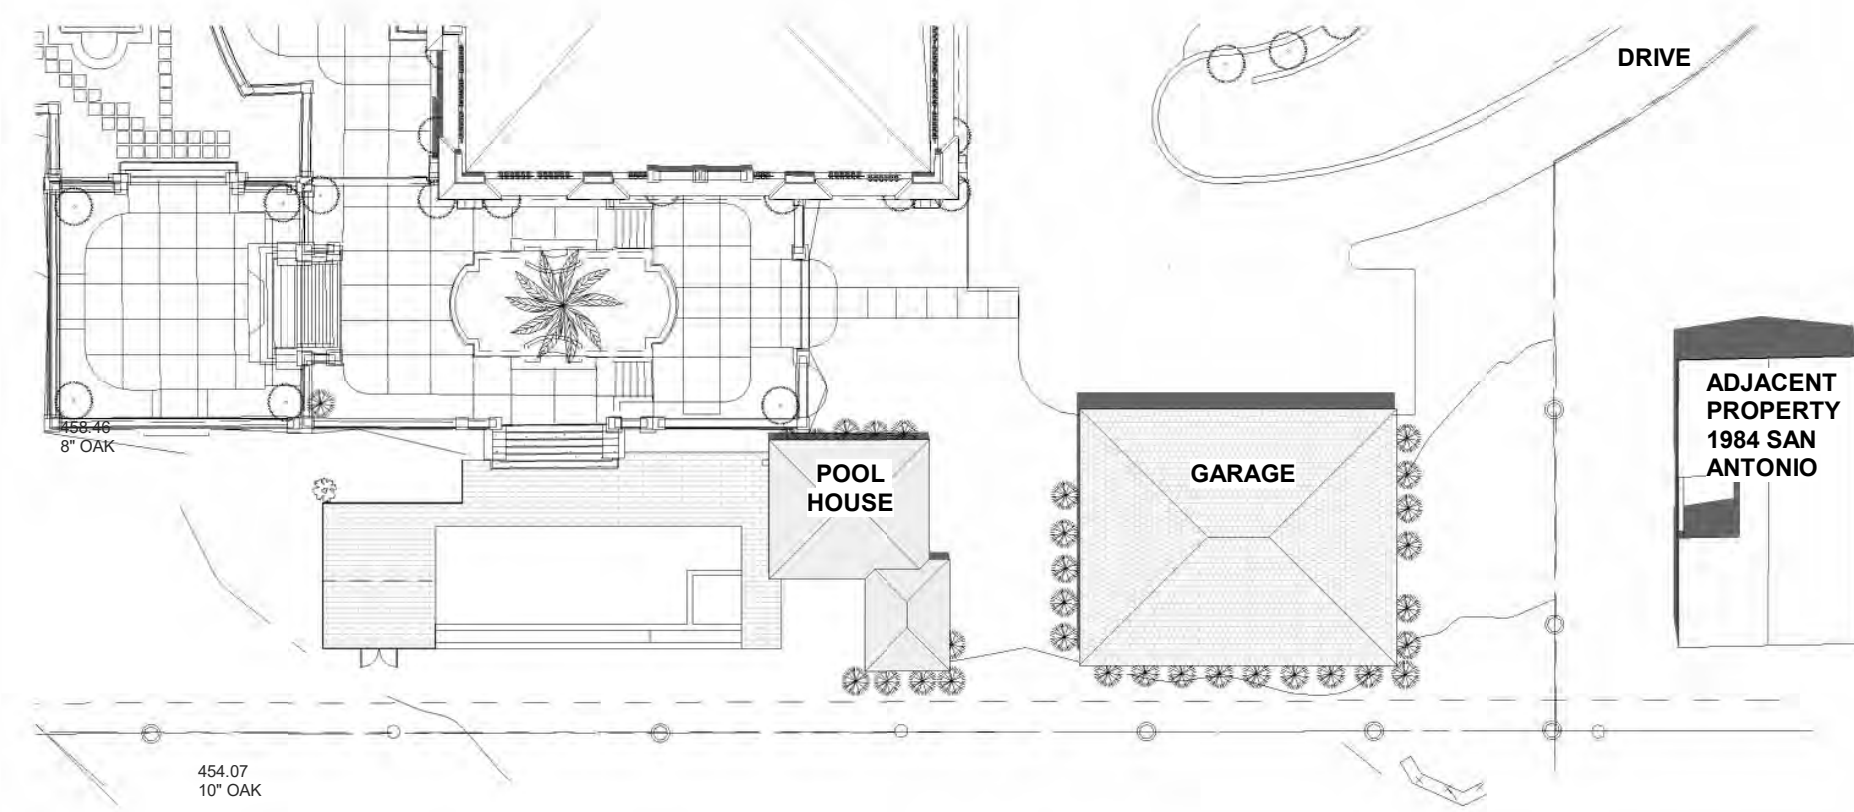 DRIVE
ADJACENT
PROPERTY
1984 SAN
ANTONIO
458.46
8" OAK
POOL
HOUSE
GARAGE
454.07
10" OAK